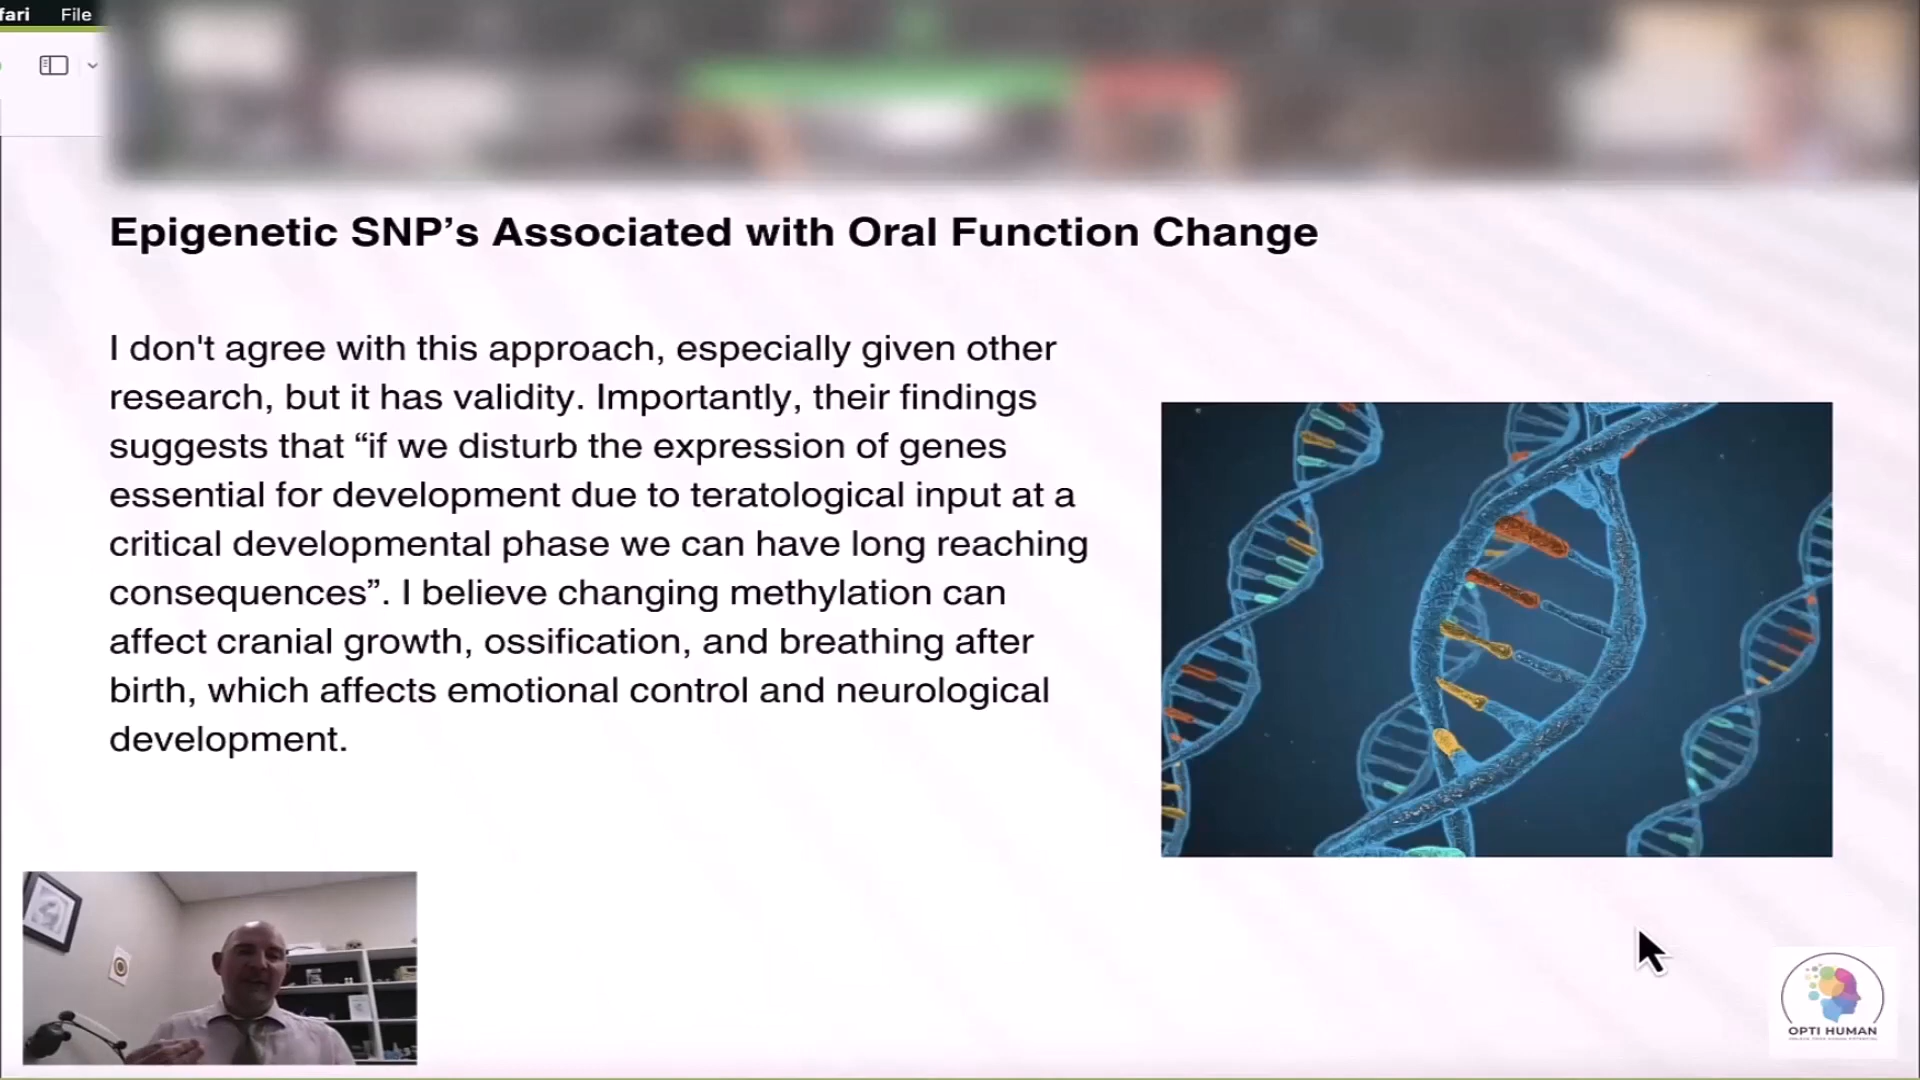 fari File
Epigenetic SNP’s Associated with Oral Function Change
I don't agree with this approach, especially given other
research, but it has validity. Importantly, their findings
suggests that “if we disturb the expression of genes
essential for development due to teratological input at a
critical developmental phase we can have long reaching
consequences”. I believe changing methylation can
affect cranial growth, ossification, and breathing after
birth, which affects emotional control and neurological
development.
OPTI HUMAN